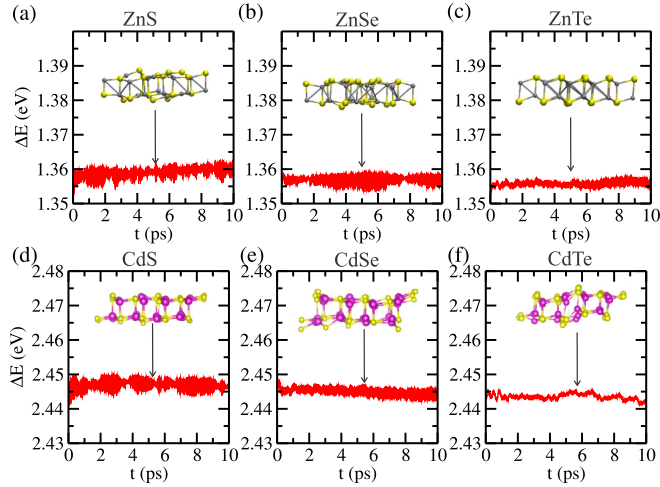 (a) ZnS
(b) ZnSe
(c) ZnTe
ΔE (eV)
1.39
1.38
1.37
1.36
1.35
0 2 4 6 8 10
t (ps)
1.39
1.38
1.37
1.36
1.35
0 2 4 6 8 10
t (ps)
1.39
1.38
1.37
1.36
1.35
0 2 4 6 8 10
t (ps)
(d) CdS
(e) CdSe
(f) CdTe
ΔE (eV)
2.48
2.47
2.46
2.45
2.44
2.43
0 2 4 6 8 10
t (ps)
2.48
2.47
2.46
2.45
2.44
2.43
0 2 4 6 8 10
t (ps)
2.48
2.47
2.46
2.45
2.44
2.43
0 2 4 6 8 10
t (ps)